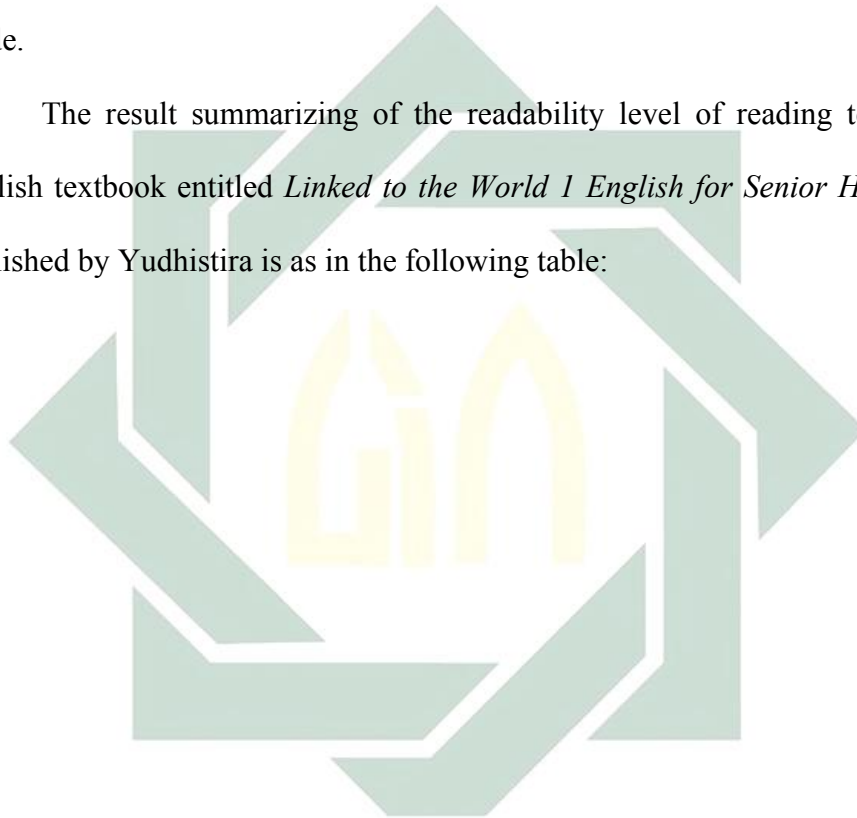 The result summarizing of the readability level of reading
lish textbook entitled Linked to the World 1 English for Senior H
lished by Yudhistira is as in the following table: